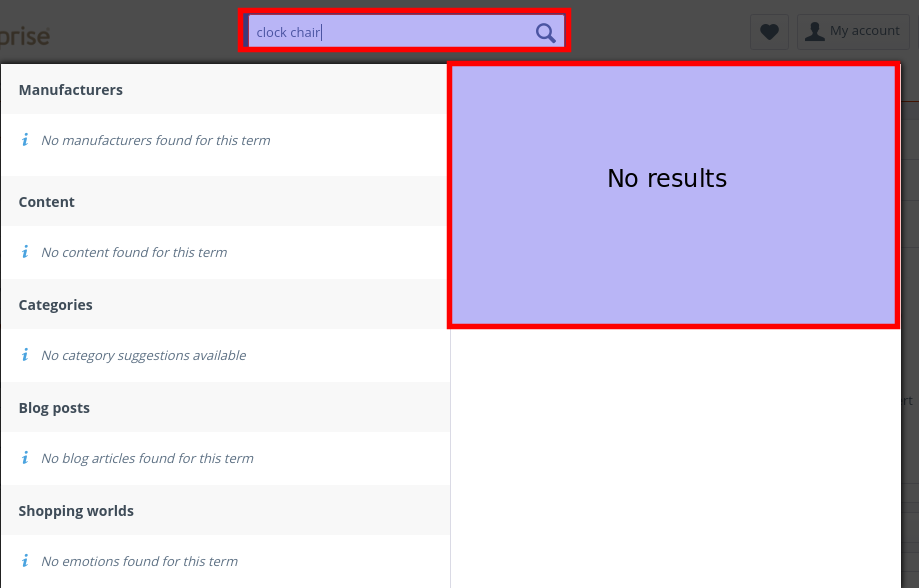 prise
clock chair
My account
Manufacturers
No manufacturers found for this term
No results
Content
No content found for this term
Categories
No category suggestions available
Blog posts
No blog articles found for this term
Shopping worlds
No emotions found for this term